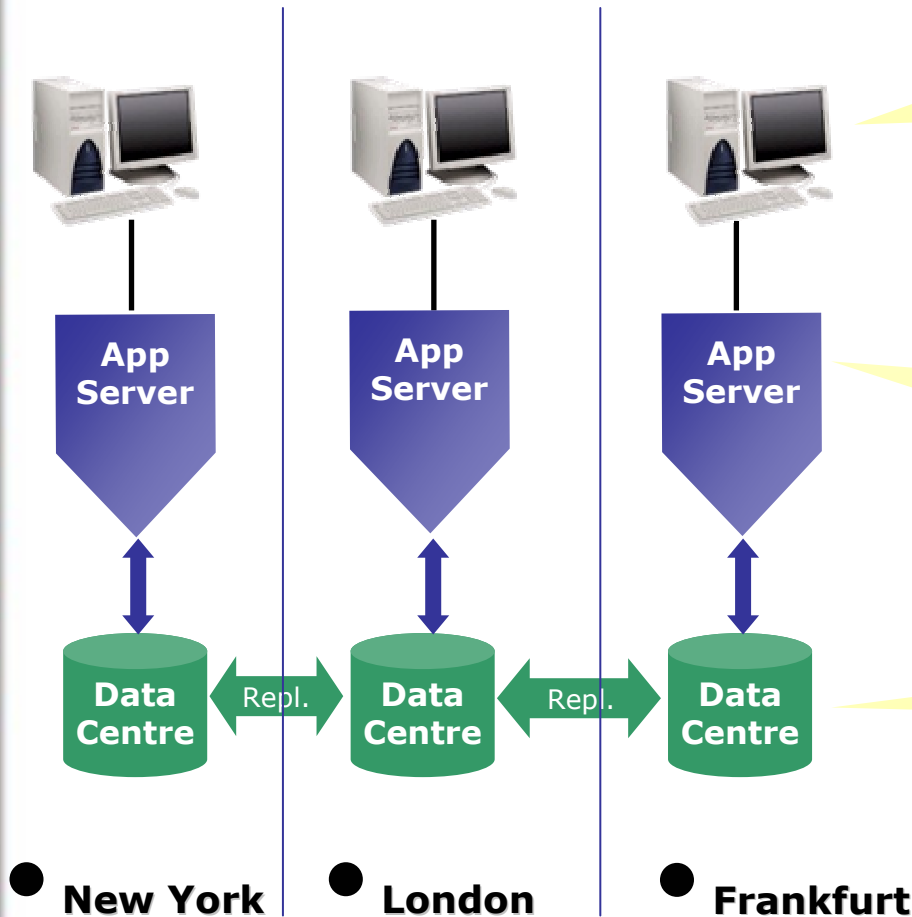 App
Server
App
Server
App
Server
Data
Centre
Repl.
Data
Centre
Repl.
Data
Centre
New York
London
Frankfurt